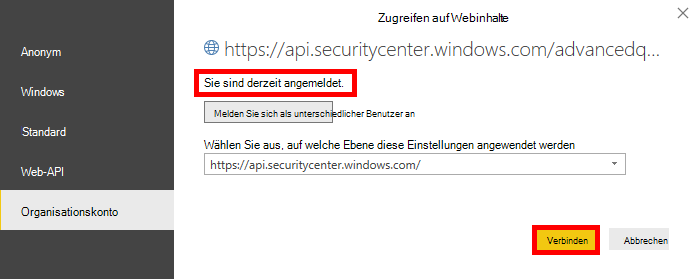 Zugreifen auf Webinhalte
Anonym
Windows
Standard
Web-API
Organisationskonto
https://api.securitycenter.windows.com/advancedq...
Sie sind derzeit angemeldet.
Melden Sie sich als unterschiedlicher Benutzer an
Wählen Sie aus, auf welche Ebene diese Einstellungen angewendet werden
https://api.securitycenter.windows.com/
Verbinden
Abbrechen